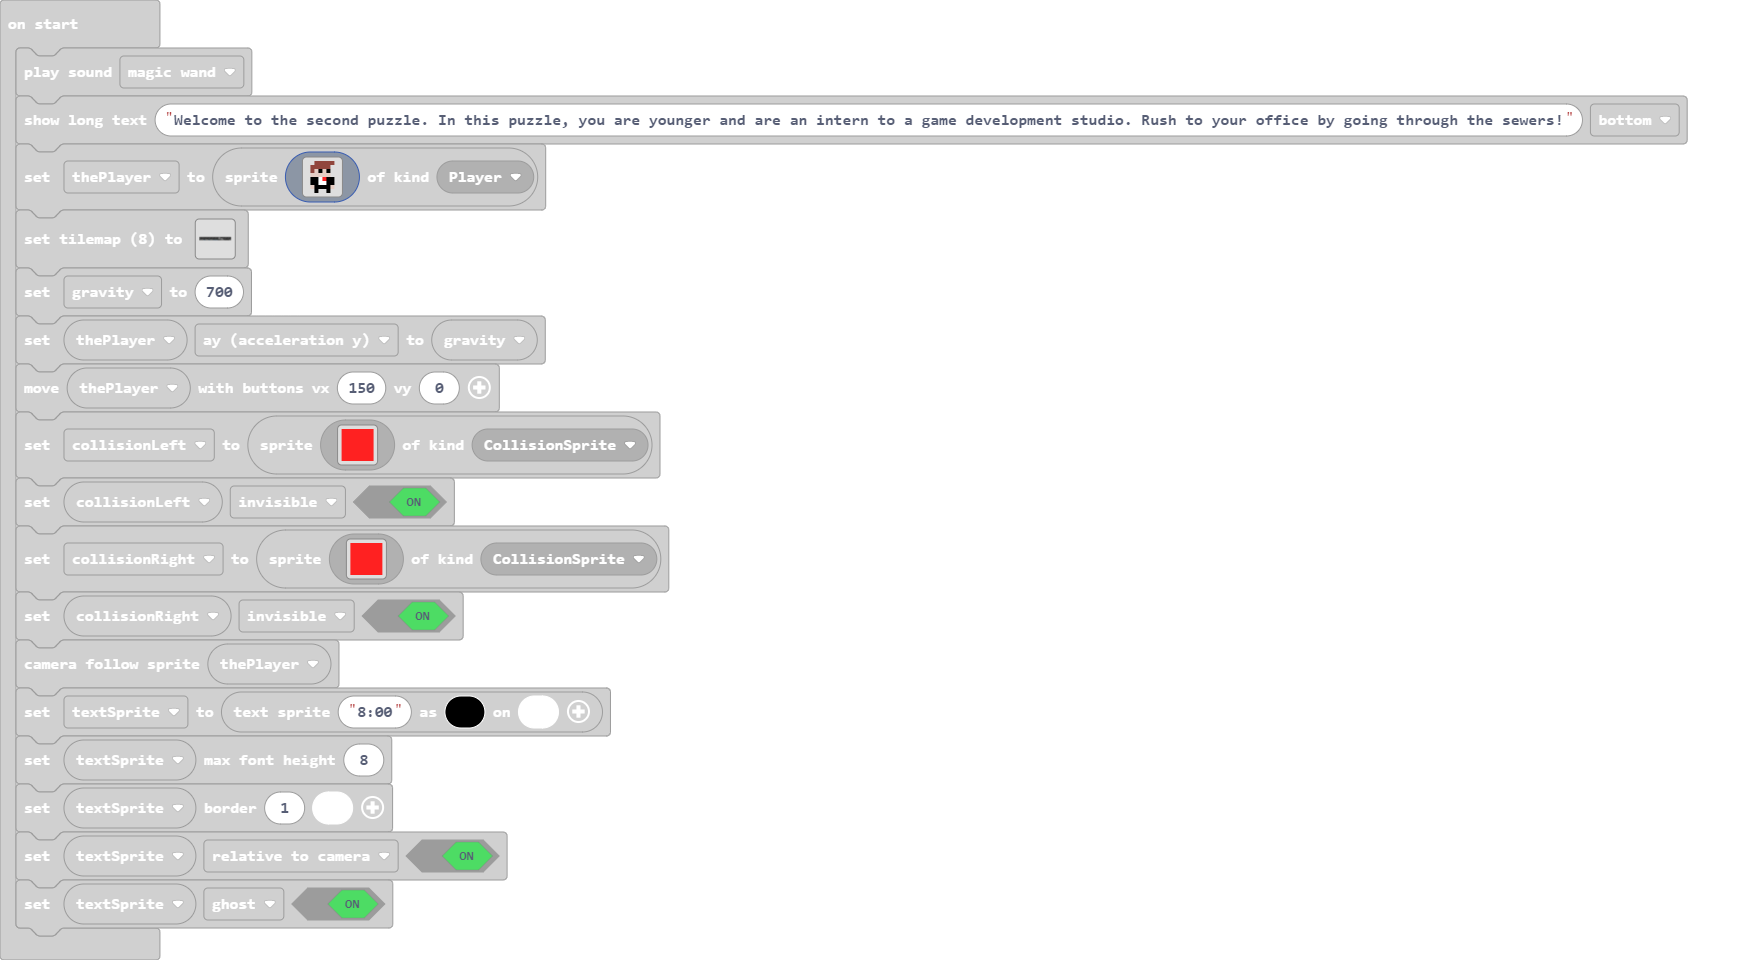 on start
play sound magic wand
show long text "Welcome to the second puzzle. In this puzzle, you are younger and are an intern to a game development studio. Rush to your office by going through the sewers!" bottom
set thePlayer to sprite of kind Player
set tilemap (8) to
set gravity to 700
set thePlayer ay (acceleration y) to gravity
move thePlayer with buttons vx 150 vy 0
set collisionLeft to sprite of kind CollisionSprite
set collisionLeft invisible ON
set collisionRight to sprite of kind CollisionSprite
set collisionRight invisible ON
camera follow sprite thePlayer
set textSprite to text sprite "8:00" as on
set textSprite max font height 8
set textSprite border 1
set textSprite relative to camera ON
set textSprite ghost ON